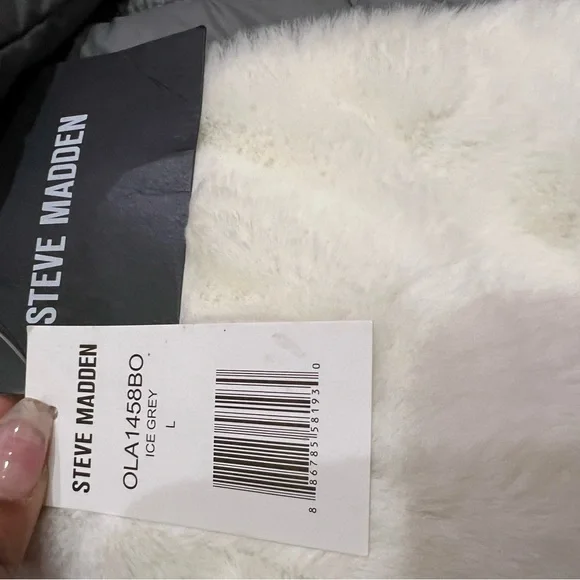 STEVE MADDEN
STEVE MADDEN
OLA1458BO
ICE GREY
L
8 86785 58193 0